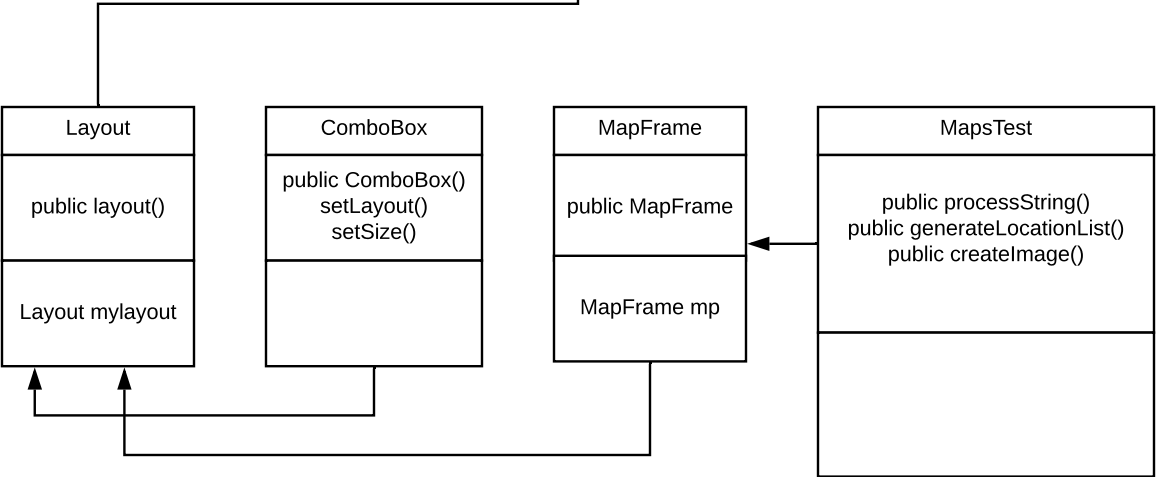 Layout
public layout()
Layout mylayout
ComboBox
public ComboBox()
setLayout()
setSize()
MapFrame
public MapFrame
MapFrame mp
MapsTest
public processString()
public generateLocationList()
public createImage()